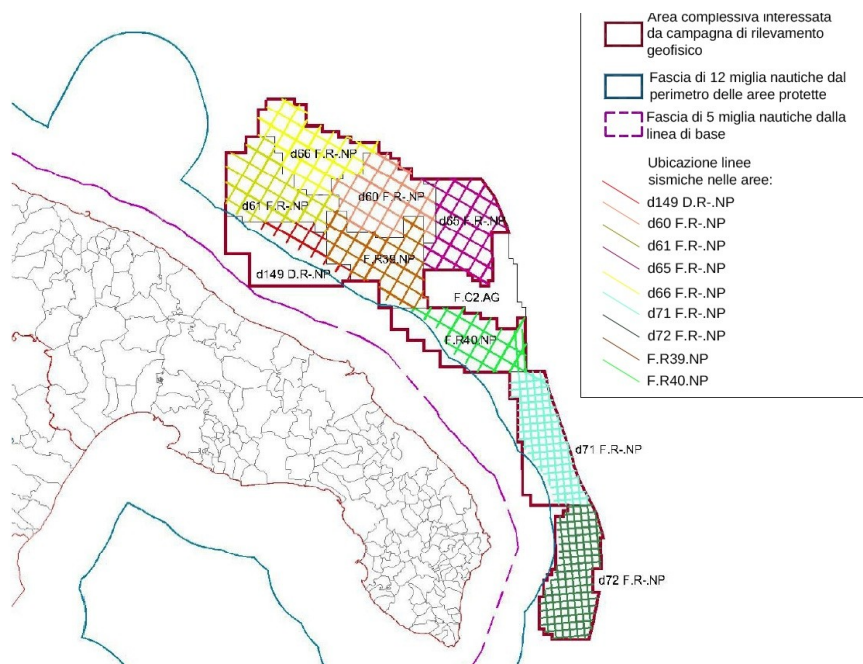 Area complessiva interessata
da campagna di rilevamento
geofisico
Fascia di 12 miglia nautiche dal
perimetro delle aree protette
Fascia di 5 miglia nautiche dalla
linea di base
Ubicazione linee
sismiche nelle aree:
d149 D.R-.NP
d60 F.R-.NP
d61 F.R-.NP
d65 F.R-.NP
d66 F.R-.NP
d71 F.R-.NP
d72 F.R-.NP
F.R39.NP
F.R40.NP
d66 F.R-.NP
d60 F.R-.NP
d61 F.R-.NP
d65 F.R-.NP
F.R39.NP
d149 D.R-.NP
F.C2.AG
F.R40.NP
d71 F.R-.NP
d72 F.R-.NP